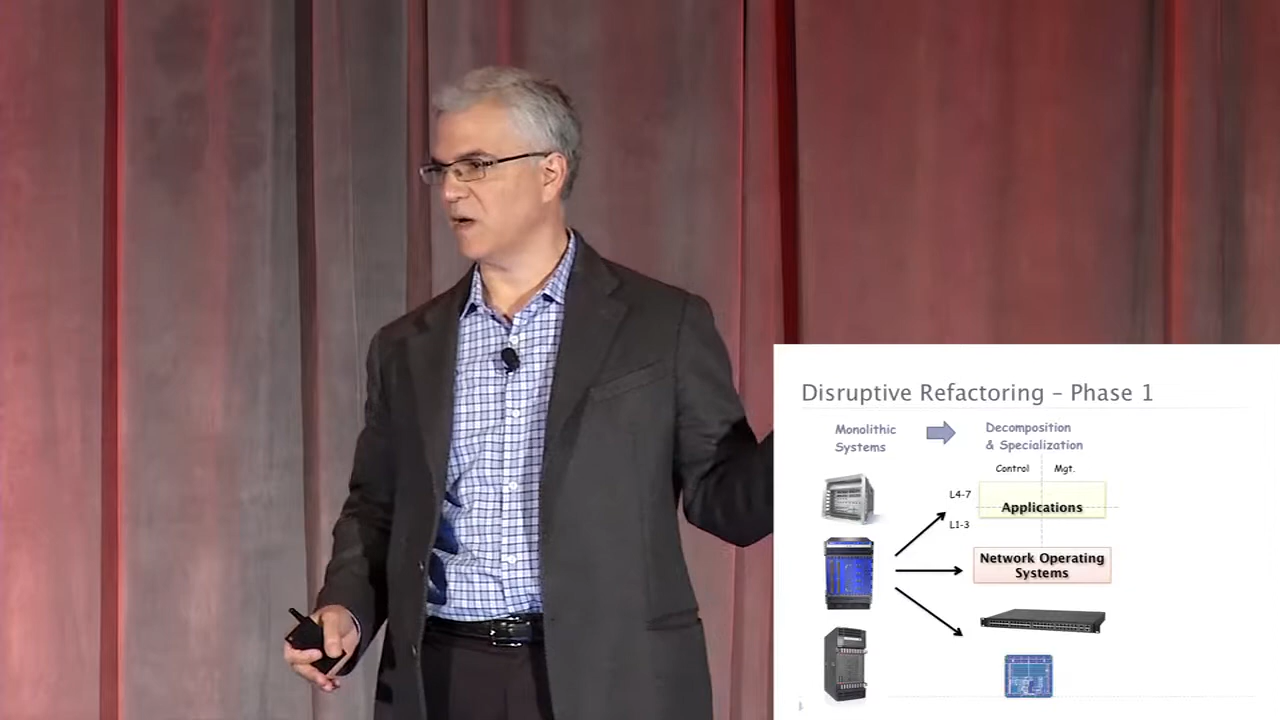 Disruptive Refactoring – Phase 1
Monolithic
Systems
Decomposition
& Specialization
Control
Mgt.
L4-7
Applications
L1-3
Network Operating
Systems